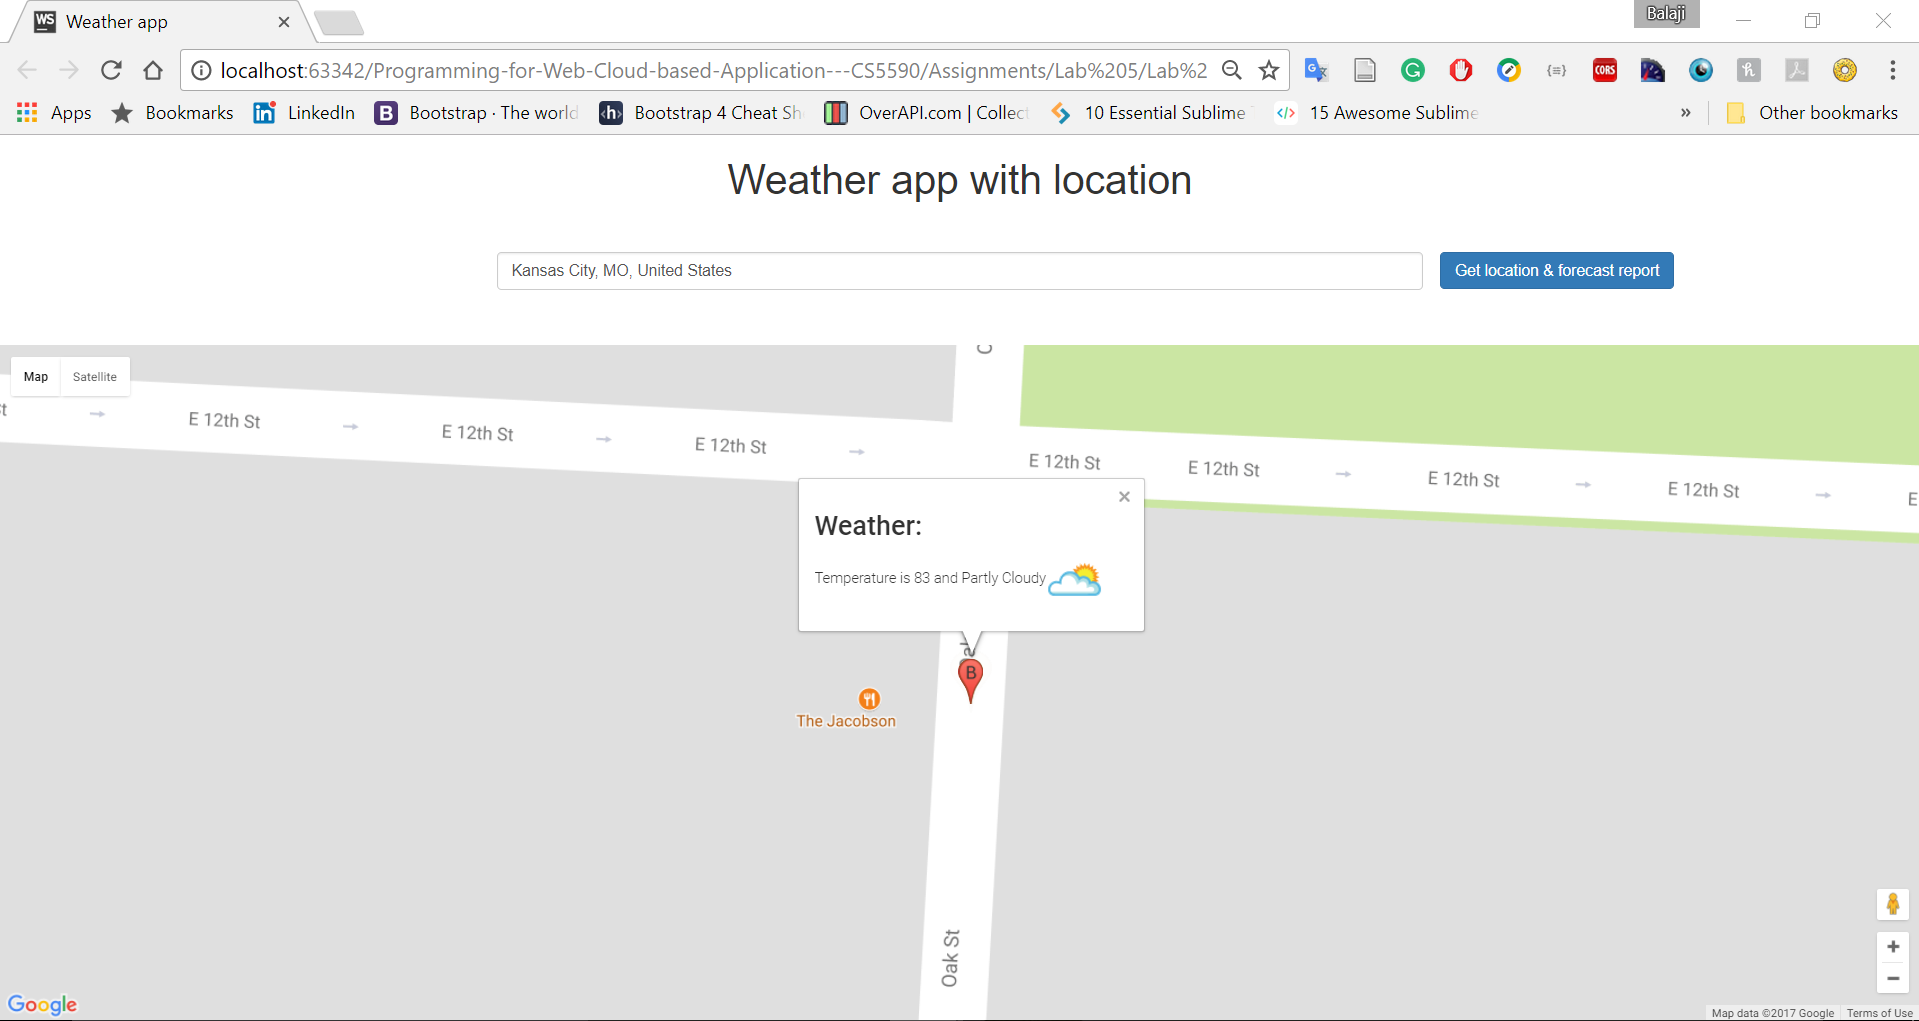 WS Weather app
Balaji
localhost:63342/Programming-for-Web-Cloud-based-Application---CS5590/Assignments/Lab%205/Lab%2
CORS
Apps Bookmarks LinkedIn Bootstrap · The world Bootstrap 4 Cheat Sh OverAPI.com | Collect 10 Essential Sublime 15 Awesome Sublime » Other bookmarks
Weather app with location
Kansas City, MO, United States
Get location & forecast report
Map Satellite
E 12th St
E 12th St
E 12th St
E 12th St
E 12th St
E 12th St
E 12th St
E
Weather:
Temperature is 83 and Partly Cloudy
B
The Jacobson
Oak St
Google
Map data ©2017 Google Terms of Use